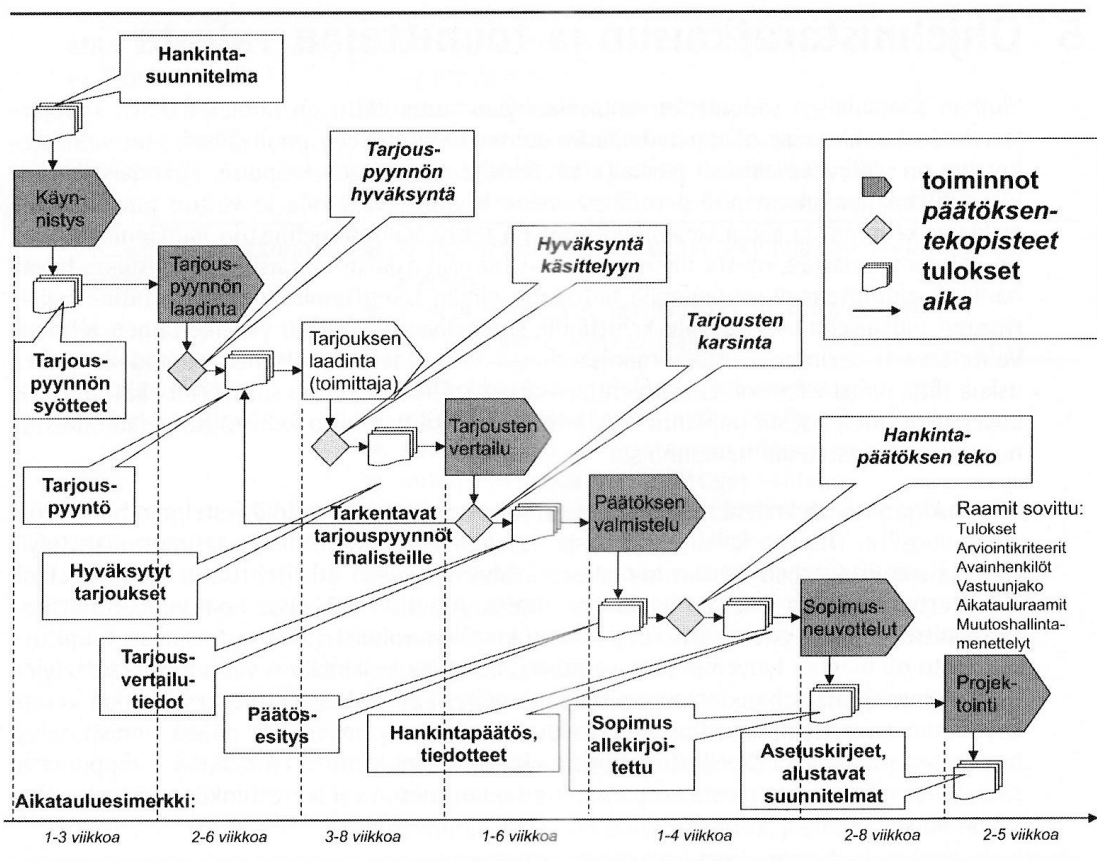 Hankinta-
suunnitelma
Käyn-
nistys
Tarjous-
pyynnön
syötteet
Tarjous-
pyynnön
laadinta
Tarjous-
pyynnön
hyväksyntä
Tarjous-
pyyntö
Tarjouksen
laadinta
(toimittaja)
Hyväksyntä
käsittelyyn
Hyväksytyt
tarjoukset
Tarjousten
vertailu
Tarjousten
karsinta
Tarkentavat
tarjouspyynnöt
finalisteille
Tarjous-
vertailu-
tiedot
Päätöksen
valmistelu
Päätös-
esitys
Hankinta-
päätöksen teko
Hankintapäätös,
tiedotteet
Sopimus-
neuvottelut
Sopimus
allekirjoi-
tettu
Projek-
tointi
Asetuskirjeet,
alustavat
suunnitelmat
toiminnot
päätöksen-
tekopisteet
tulokset
aika
Raamit sovittu:
Tulokset
Arviointikriteerit
Avainhenkilöt
Vastuunjako
Aikatauluraamit
Muutoshallinta-
menettelyt
Aikatauluesimerkki:
1-3 viikkoa
2-6 viikkoa
3-8 viikkoa
1-6 viikkoa
1-4 viikkoa
2-8 viikkoa
2-5 viikkoa